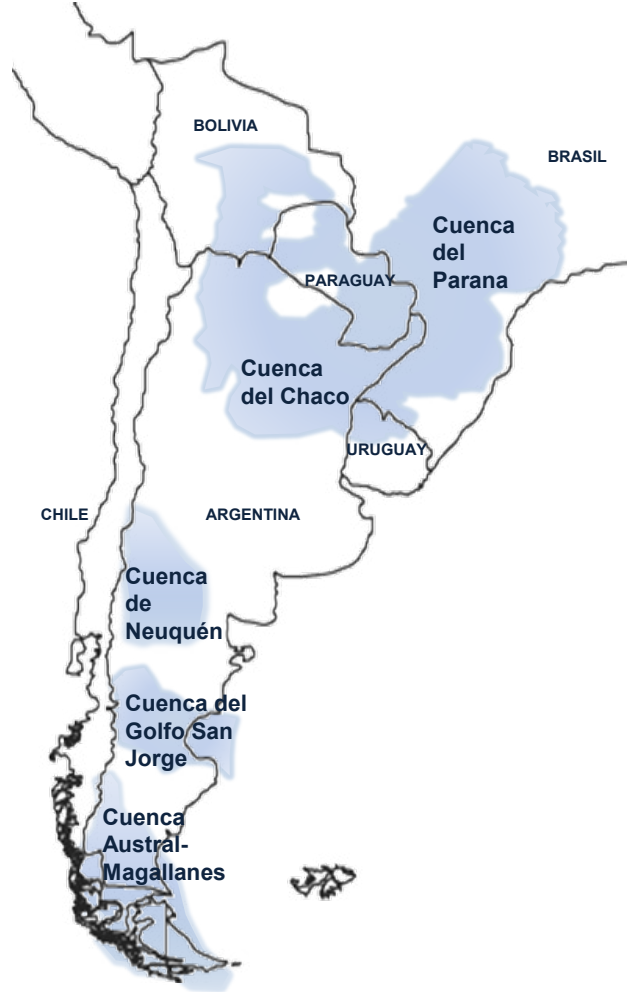 BOLIVIA
BRASIL
Cuenca
del
Parana
PARAGUAY
Cuenca
del Chaco
URUGUAY
CHILE
ARGENTINA
Cuenca
de
Neuquén
Cuenca del
Golfo San
Jorge
Cuenca
Austral-
Magallanes